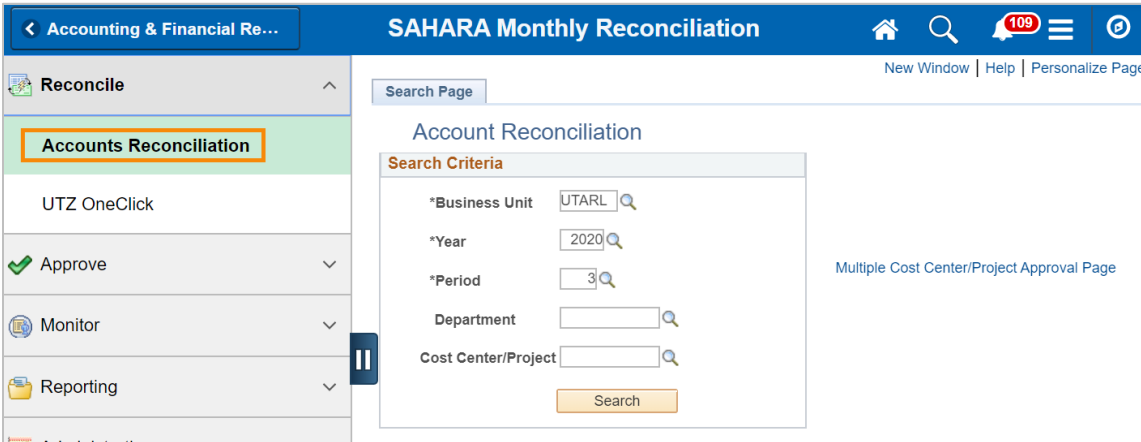 Accounting & Financial Re...
SAHARA Monthly Reconciliation
109
New Window | Help | Personalize Page
Reconcile
Accounts Reconciliation
UTZ OneClick
Approve
Monitor
Reporting
Search Page
Account Reconciliation
Search Criteria
*Business Unit UTARL
*Year 2020
*Period 3
Department
Cost Center/Project
Search
Multiple Cost Center/Project Approval Page